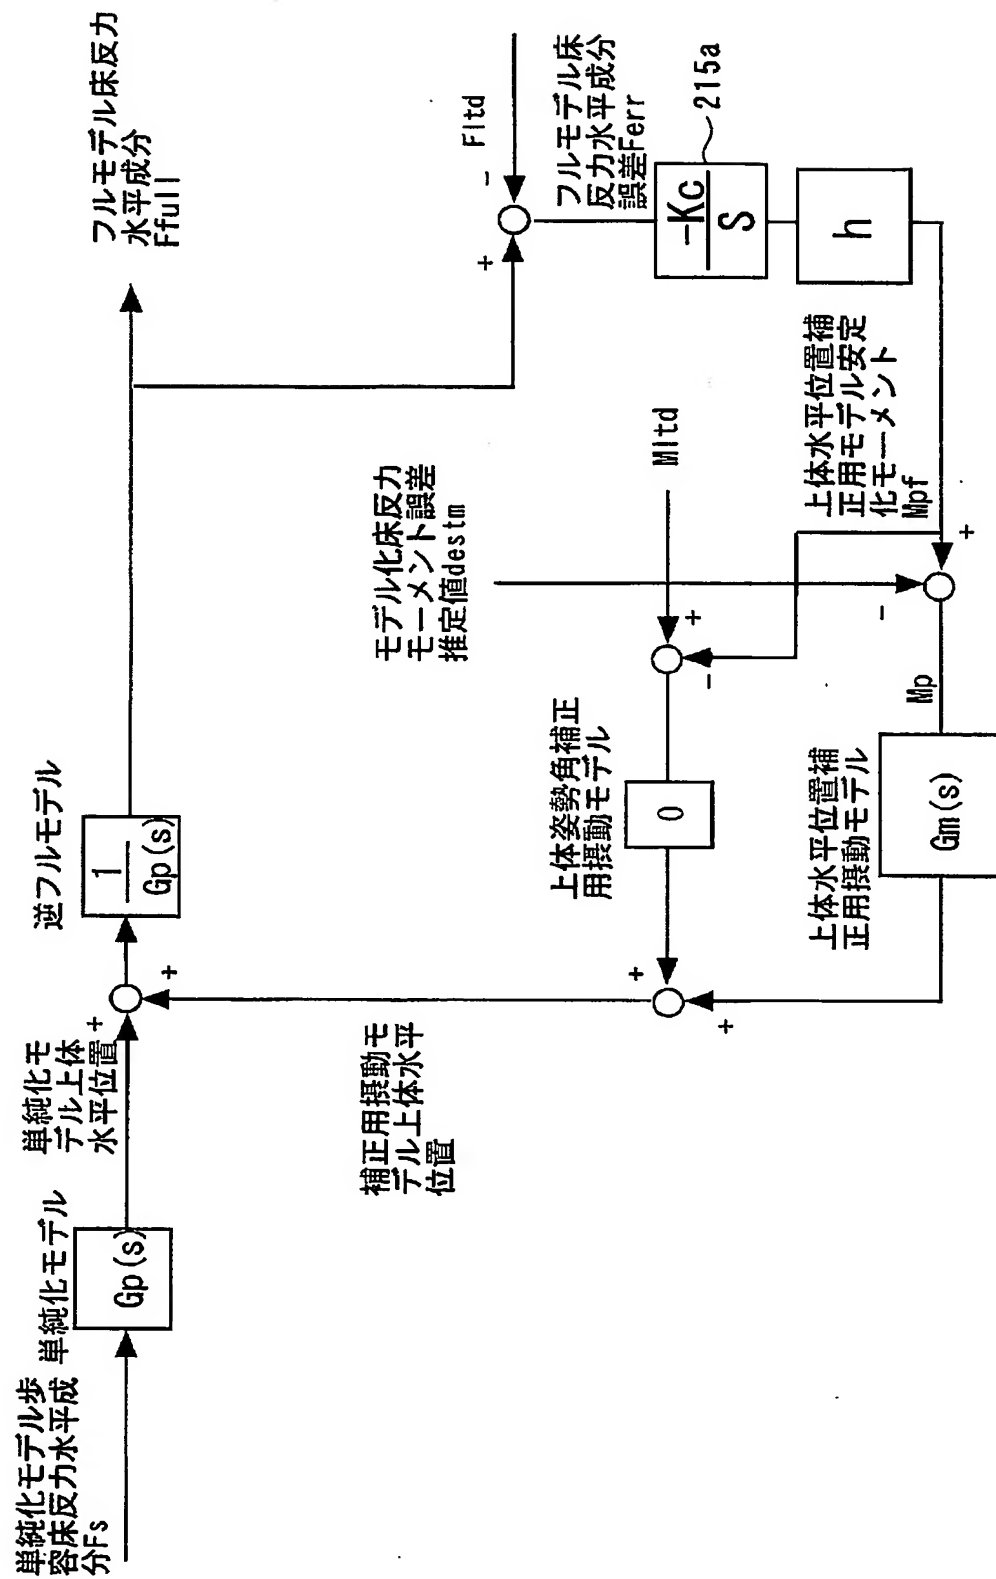 単純化モデル歩
容床反力水平成
分Fs
単純化モデル
Gp(s)
単純化モ
デル上体
水平位置
+
+
逆フルモデル
1
Gp(s)
フルモデル床反力
水平成分
Ffull
補正用摂動モ
デル上体水平
位置
+
+
上体姿勢角補正
用摂動モデル
0
モデル化床反力
モーメント誤差
推定値destm
Mltd
+
-
+
-
Fltd
フルモデル床
反力水平成分
誤差Ferr
-Kc
S
215a
h
上体水平位置補
正用モデル安定
化モーメント
Mpf
+
-
Mp
上体水平位置補
正用摂動モデル
Gm(s)